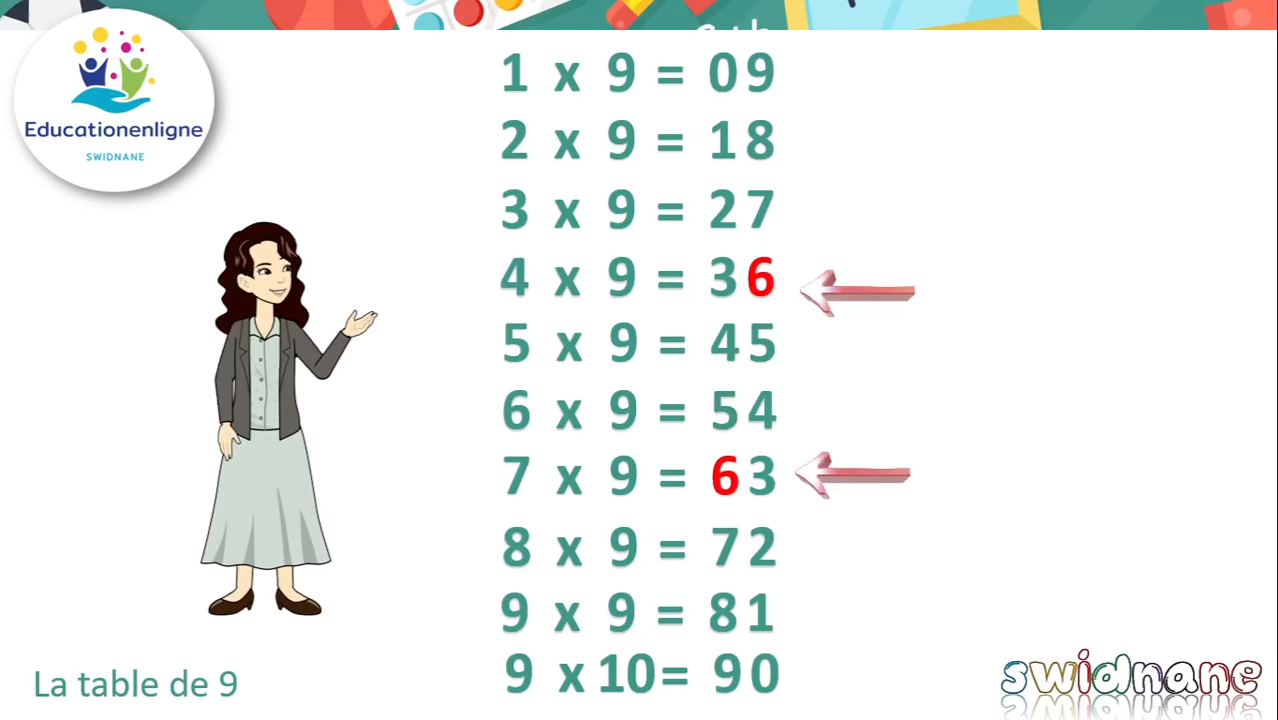 Educationenligne
SWIDNANE
1 x 9 = 09
2 x 9 = 18
3 x 9 = 27
4 x 9 = 36
5 x 9 = 45
6 x 9 = 54
7 x 9 = 63
8 x 9 = 72
9 x 9 = 81
9 x 10 = 90
La table de 9
swidnane